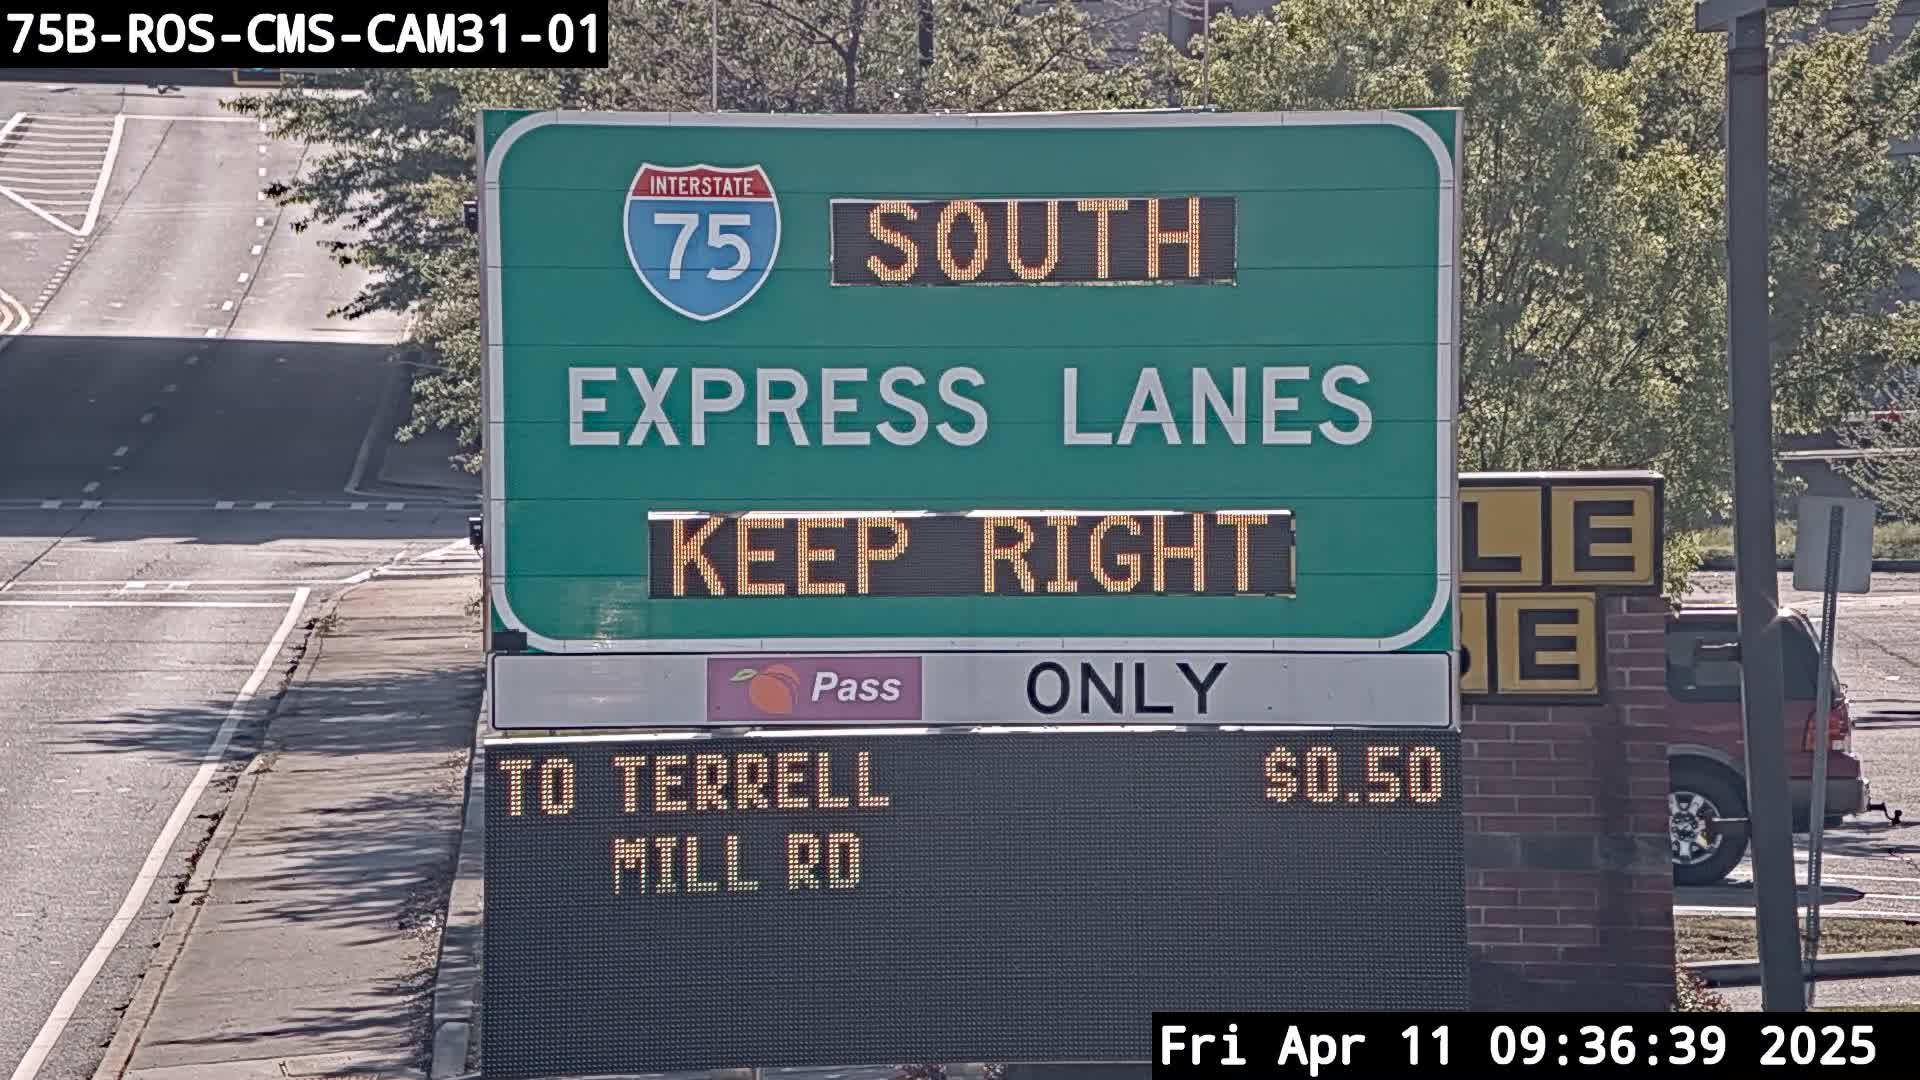 75B-ROS-CMS-CAM31-01
INTERSTATE
75
SOUTH
EXPRESS LANES
KEEP RIGHT
Pass ONLY
TO TERRELL $0.50
MILL RD
LE
E
Fri Apr 11 09:36:39 2025